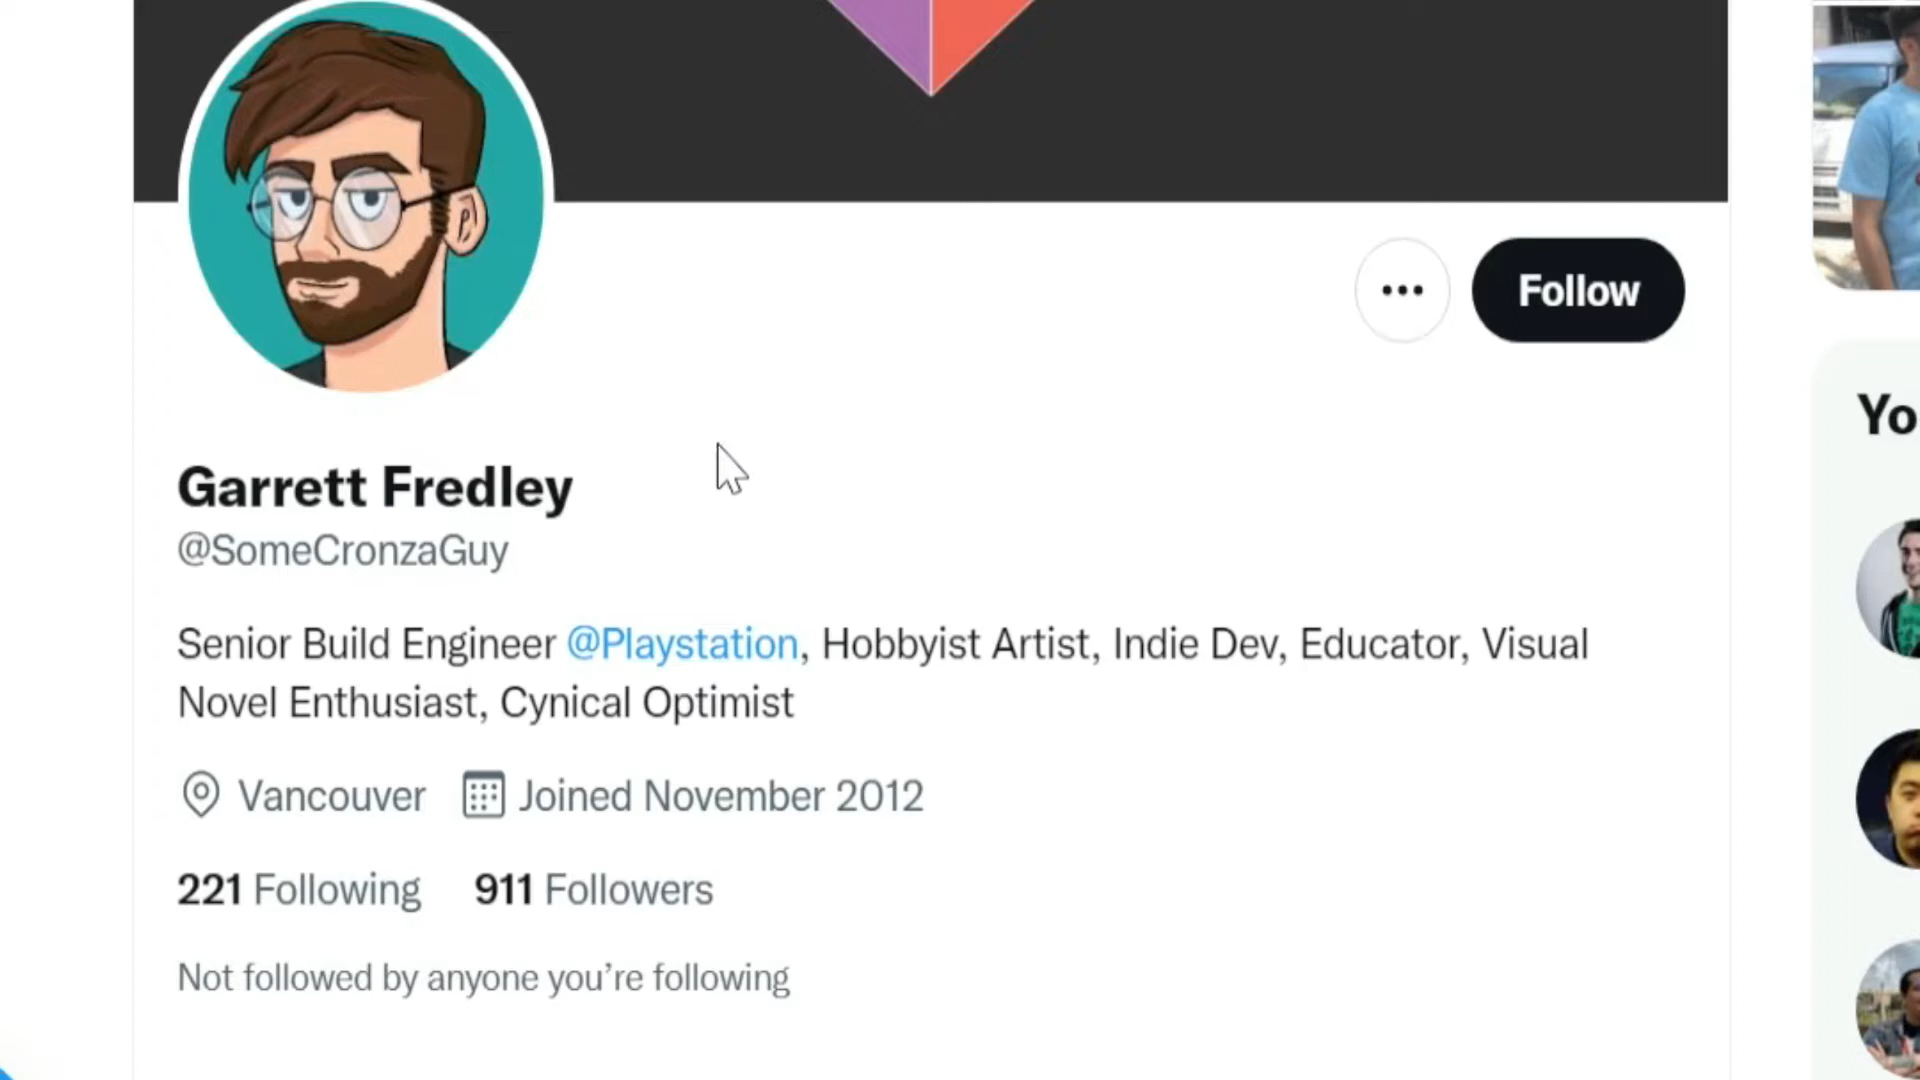 Follow
Yo
Garrett Fredley
@SomeCronzaGuy
Senior Build Engineer @Playstation, Hobbyist Artist, Indie Dev, Educator, Visual
Novel Enthusiast, Cynical Optimist
Vancouver Joined November 2012
221 Following 911 Followers
Not followed by anyone you’re following